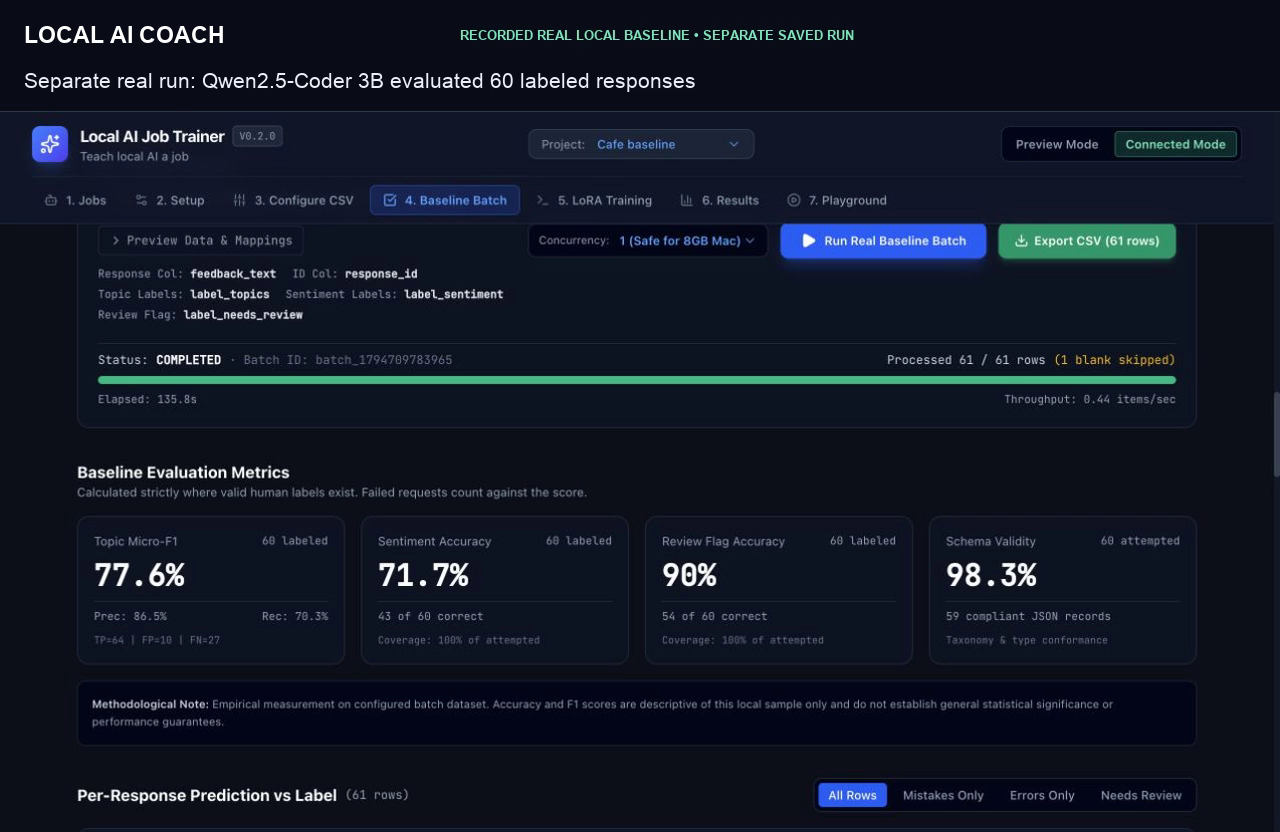 LOCAL AI COACH
RECORDED REAL LOCAL BASELINE • SEPARATE SAVED RUN
Separate real run: Qwen2.5-Coder 3B evaluated 60 labeled responses
Local AI Job Trainer V0.2.0
Teach local AI a job
Project: Cafe baseline
Preview Mode Connected Mode
1. Jobs 2. Setup 3. Configure CSV 4. Baseline Batch 5. LoRA Training 6. Results 7. Playground
Preview Data & Mappings
Concurrency: 1 (Safe for 8GB Mac)
Run Real Baseline Batch
Export CSV (61 rows)
Response Col: feedback_text ID Col: response_id
Topic Labels: label_topics Sentiment Labels: label_sentiment
Review Flag: label_needs_review
Status: COMPLETED · Batch ID: batch_1794709783965
Processed 61 / 61 rows (1 blank skipped)
Elapsed: 135.8s
Throughput: 0.44 items/sec
Baseline Evaluation Metrics
Calculated strictly where valid human labels exist. Failed requests count against the score.
Topic Micro-F1 60 labeled
77.6%
Prec: 86.5% Rec: 70.3%
TP=64 | FP=10 | FN=27
Sentiment Accuracy 60 labeled
71.7%
43 of 60 correct
Coverage: 100% of attempted
Review Flag Accuracy 60 labeled
90%
54 of 60 correct
Coverage: 100% of attempted
Schema Validity 60 attempted
98.3%
59 compliant JSON records
Taxonomy & type conformance
Methodological Note: Empirical measurement on configured batch dataset. Accuracy and F1 scores are descriptive of this local sample only and do not establish general statistical significance or
performance guarantees.
Per-Response Prediction vs Label (61 rows)
All Rows Mistakes Only Errors Only Needs Review